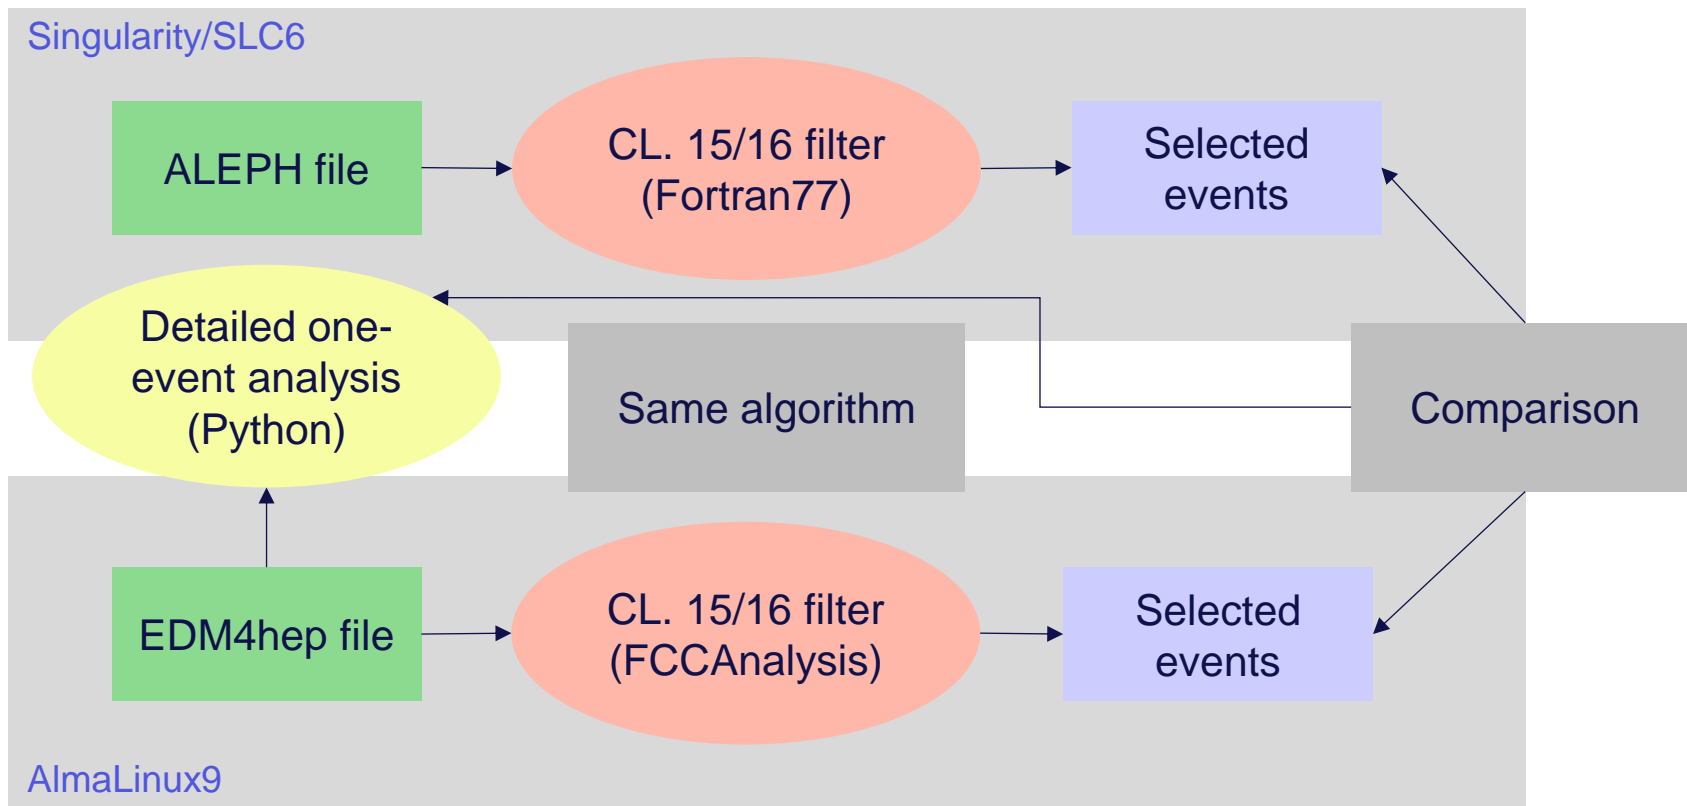 Singularity/SLC6
ALEPH file
CL. 15/16 filter
(Fortran77)
Selected
events
Detailed one-
event analysis
(Python)
Same algorithm
Comparison
EDM4hep file
CL. 15/16 filter
(FCCAnalysis)
Selected
events
AlmaLinux9